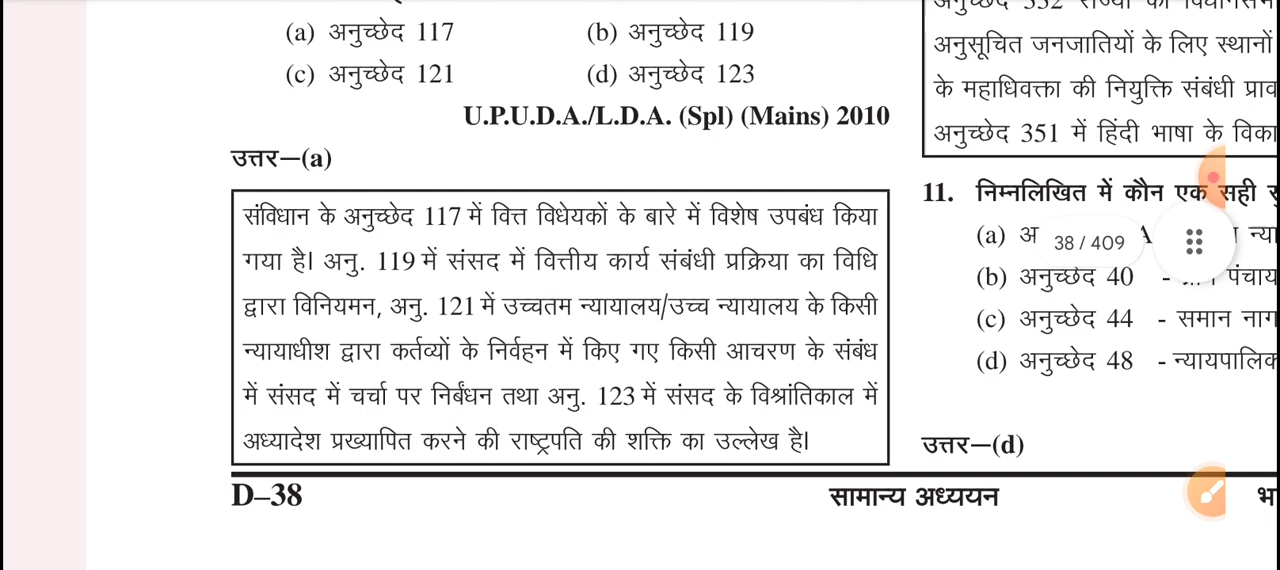 (a) अनुच्छेद 117 (b) अनुच्छेद 119
(c) अनुच्छेद 121 (d) अनुच्छेद 123
U.P.U.D.A./L.D.A. (Spl) (Mains) 2010
उत्तर–(a)
संविधान के अनुच्छेद 117 में वित्त विधेयकों के बारे में विशेष उपबंध किया
गया है। अनु. 119 में संसद में वित्तीय कार्य संबंधी प्रक्रिया का विधि
द्वारा विनियमन, अनु. 121 में उच्चतम न्यायालय/उच्च न्यायालय के किसी
न्यायाधीश द्वारा कर्तव्यों के निर्वहन में किए गए किसी आचरण के संबंध
में संसद में चर्चा पर निर्बंधन तथा अनु. 123 में संसद के विश्रांतिकाल में
अध्यादेश प्रख्यापित करने की राष्ट्रपति की शक्ति का उल्लेख है।
अनुसूचित जनजातियों के लिए स्थानों
के महाधिवक्ता की नियुक्ति संबंधी
अनुच्छेद 351 में हिंदी भाषा के
11. निम्नलिखित में कौन एक सही
(a)
38 / 409
(b) अनुच्छेद 40 -
(c) अनुच्छेद 44 - समान
(d) अनुच्छेद 48 -
उत्तर–(d)
D–38 सामान्य अध्ययन